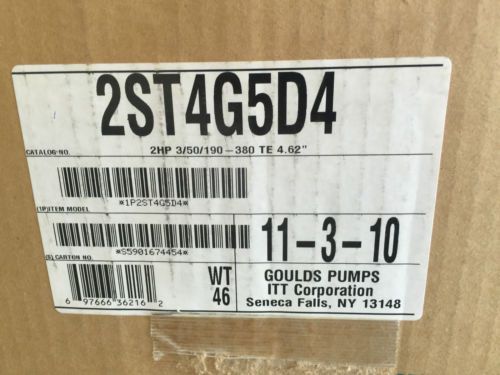 2ST4G5D4
CATALOG NO.
2HP 3/50/190-380 TE 4.62"
*1P2ST4G5D4*
(1P)ITEM MODEL
*S5901674454*
(S) CARTON NO.
11-3-10
WT
46
GOULDS PUMPS
ITT Corporation
Seneca Falls, NY 13148
6 97666 36216 2